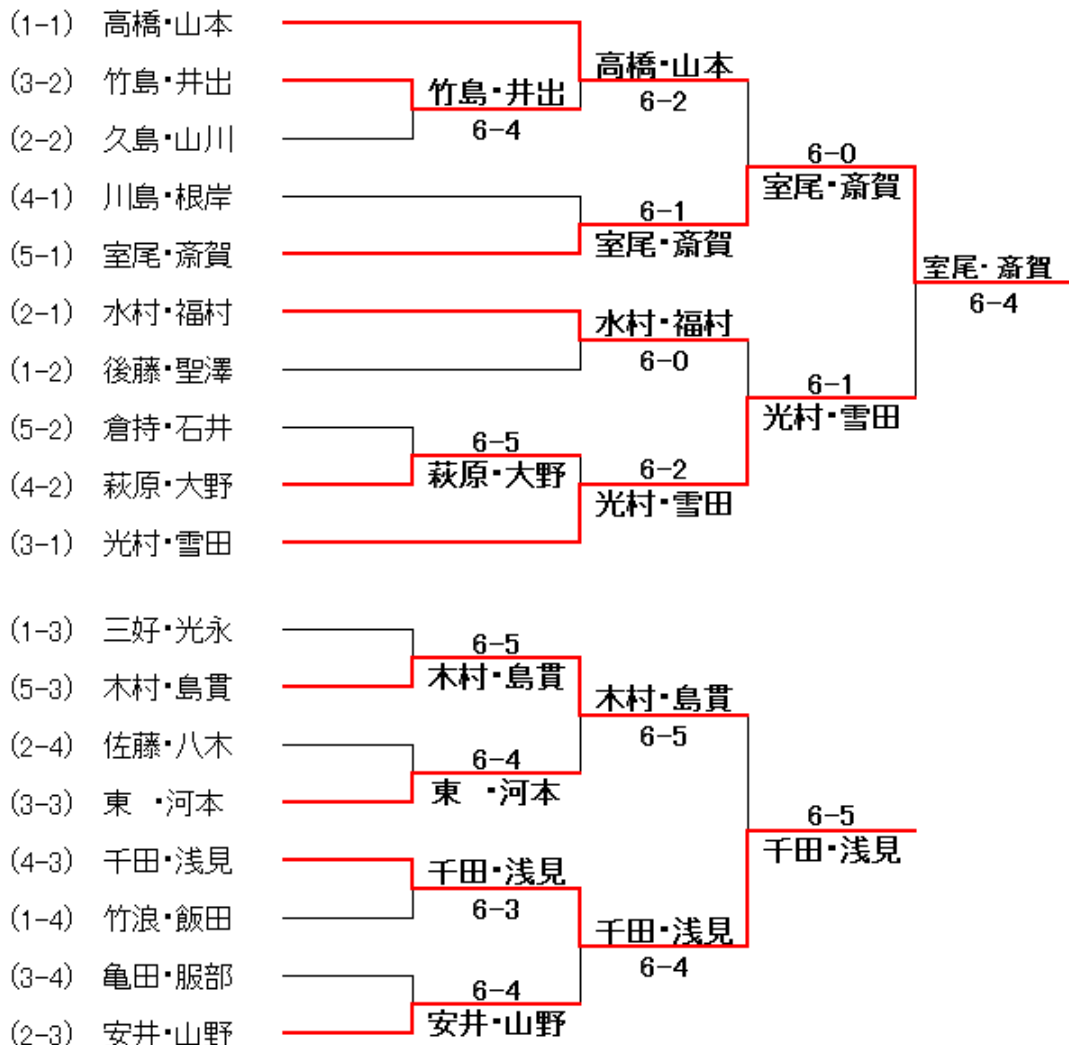 (1-1) 高橋・山本
高橋・山本
(3-2) 竹島・井出
竹島・井出
6-2
6-4
(2-2) 久島・山川
6-0
(4-1) 川島・根岸
室尾・斎賀
6-1
(5-1) 室尾・斎賀
室尾・斎賀
室尾・斎賀
6-4
(2-1) 水村・福村
水村・福村
6-0
(1-2) 後藤・聖澤
6-1
光村・雪田
(5-2) 倉持・石井
6-5
(4-2) 萩原・大野
萩原・大野
6-2
光村・雪田
(3-1) 光村・雪田
(1-3) 三好・光永
6-5
(5-3) 木村・島貫
木村・島貫
木村・島貫
6-5
(2-4) 佐藤・八木
6-4
(3-3) 東 ・河本
東 ・河本
6-5
千田・浅見
(4-3) 千田・浅見
千田・浅見
6-3
(1-4) 竹浪・飯田
千田・浅見
6-4
(3-4) 亀田・服部
6-4
(2-3) 安井・山野
安井・山野